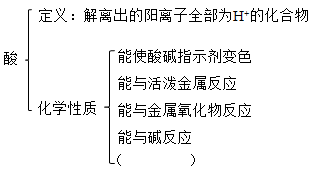 定义：解离出的阳离子全部为H⁺的化合物
酸
能使酸碱指示剂变色
能与活泼金属反应
化学性质
能与金属氧化物反应
能与碱反应
(          )